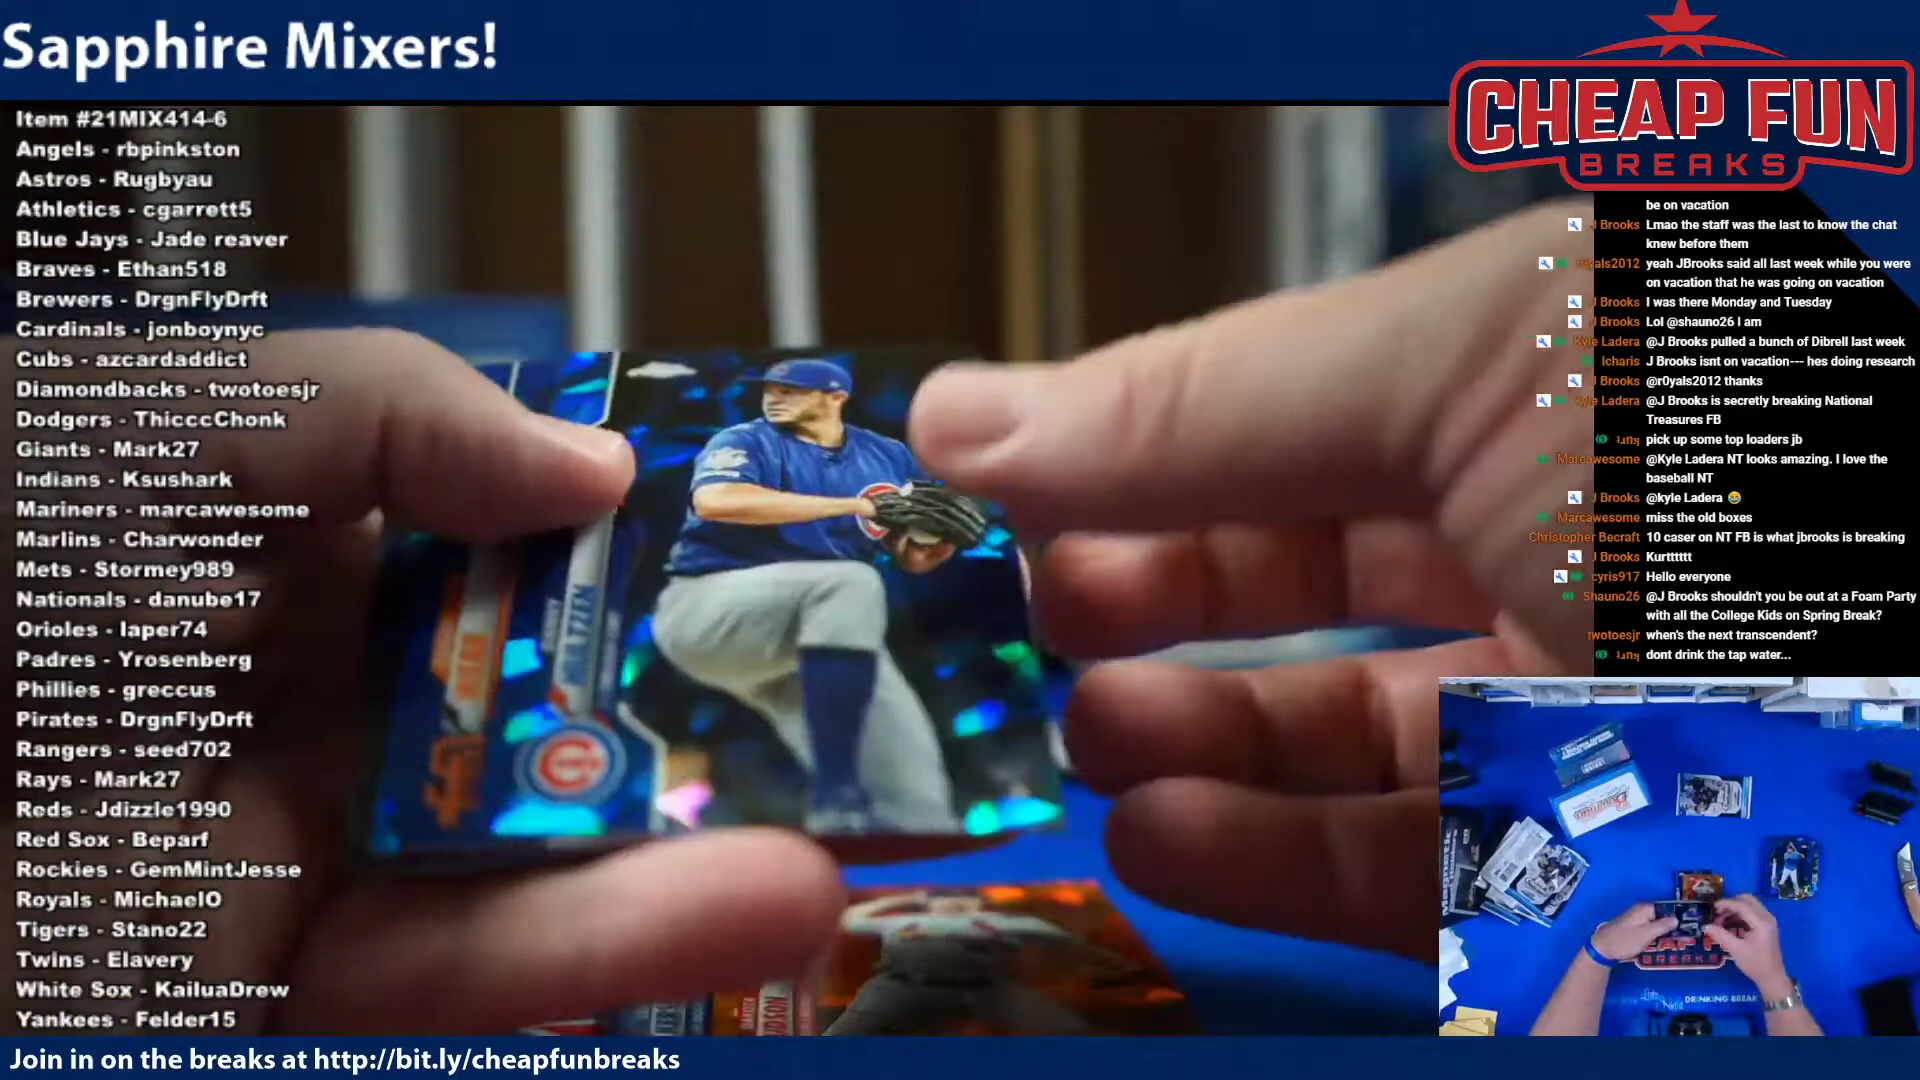 Sapphire Mixers!
CHEAP FUN
BREAKS
Item #21MIX414-6
Angels - rbpinkston
Astros - Rugbyau
Athletics - cgarrett5
Blue Jays - Jade reaver
Braves - Ethan518
Brewers - DrgnFlyDrft
Cardinals - jonboynyc
Cubs - azcardaddict
Diamondbacks - twotoesjr
Dodgers - ThicccChonk
Giants - Mark27
Indians - Ksushark
Mariners - marcawesome
Marlins - Charwonder
Mets - Stormey989
Nationals - danube17
Orioles - laper74
Padres - Yrosenberg
Phillies - greccus
Pirates - DrgnFlyDrft
Rangers - seed702
Rays - Mark27
Reds - Jdizzle1990
Red Sox - Beparf
Rockies - GemMintJesse
Royals - MichaelO
Tigers - Stano22
Twins - Elavery
White Sox - KailuaDrew
Yankees - Felder15
be on vacation
J Brooks Lmao the staff was the last to know the chat
knew before them
r0yals2012 yeah JBrooks said all last week while you were
on vacation that he was going on vacation
J Brooks I was there Monday and Tuesday
J Brooks Lol @shauno26 I am
Kyle Ladera @J Brooks pulled a bunch of Dibrell last week
Icharis J Brooks isnt on vacation--- hes doing research
J Brooks @r0yals2012 thanks
Kyle Ladera @J Brooks is secretly breaking National
Treasures FB
pick up some top loaders jb
Marcawesome @Kyle Ladera NT looks amazing. I love the
baseball NT
J Brooks @kyle Ladera 😂
Marcawesome miss the old boxes
Christopher Becraft 10 caser on NT FB is what jbrooks is breaking
J Brooks Kurtttttt
cyris917 Hello everyone
Shauno26 @J Brooks shouldn't you be out at a Foam Party
with all the College Kids on Spring Break?
twotoesjr when's the next transcendent?
dont drink the tap water...
DRINKING BREAK
Join in on the breaks at http://bit.ly/cheapfunbreaks